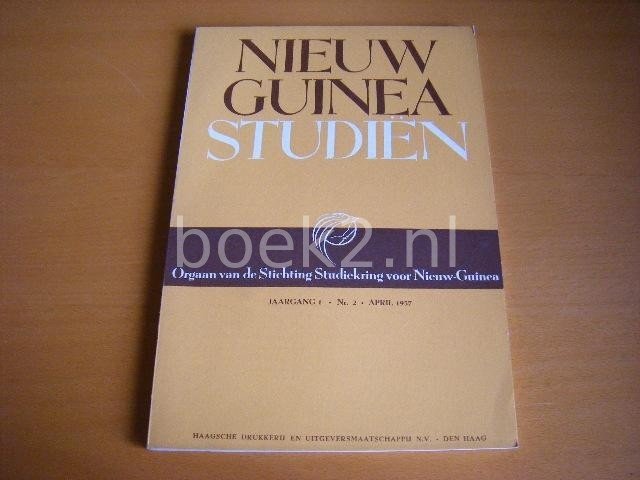 NIEUW
GUINEA
STUDIËN
boek2.nl
Orgaan van de Stichting Studiekring voor Nieuw-Guinea
JAARGANG 1 • Nr. 2 • APRIL 1957
HAAGSCHE DRUKKERIJ EN UITGEVERSMAATSCHAPPIJ N.V. - DEN HAAG